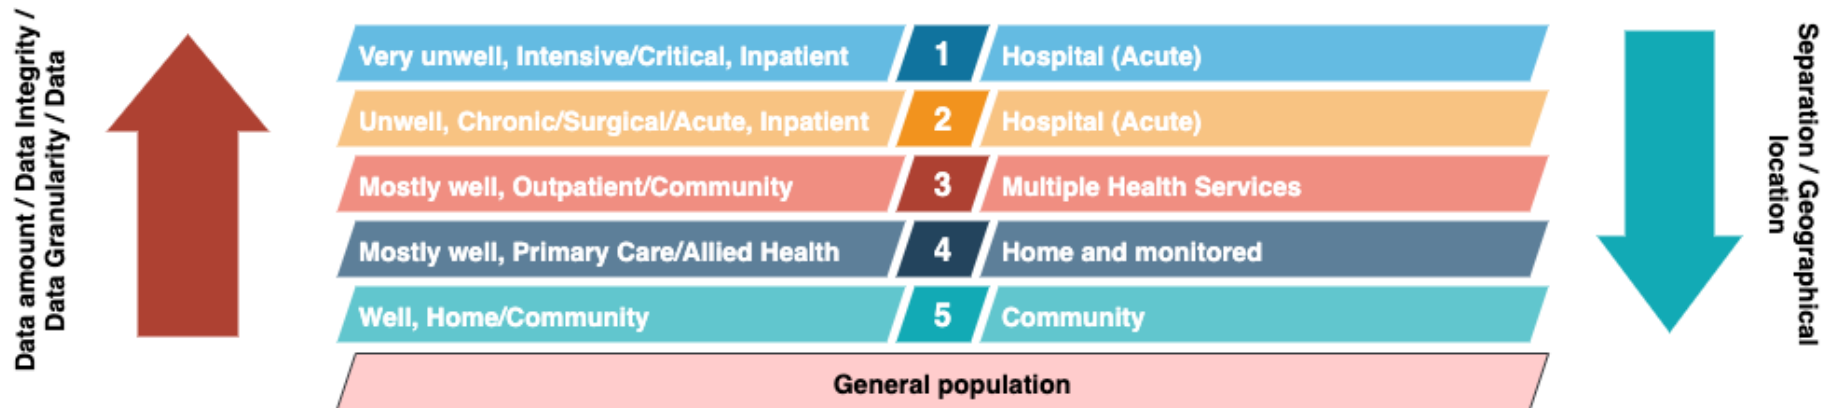 Data amount / Data Integrity /
Data Granularity / Data
Very unwell, Intensive/Critical, Inpatient 1 Hospital (Acute)
Unwell, Chronic/Surgical/Acute, Inpatient 2 Hospital (Acute)
Mostly well, Outpatient/Community 3 Multiple Health Services
Mostly well, Primary Care/Allied Health 4 Home and monitored
Well, Home/Community 5 Community
General population
Separation / Geographical
location